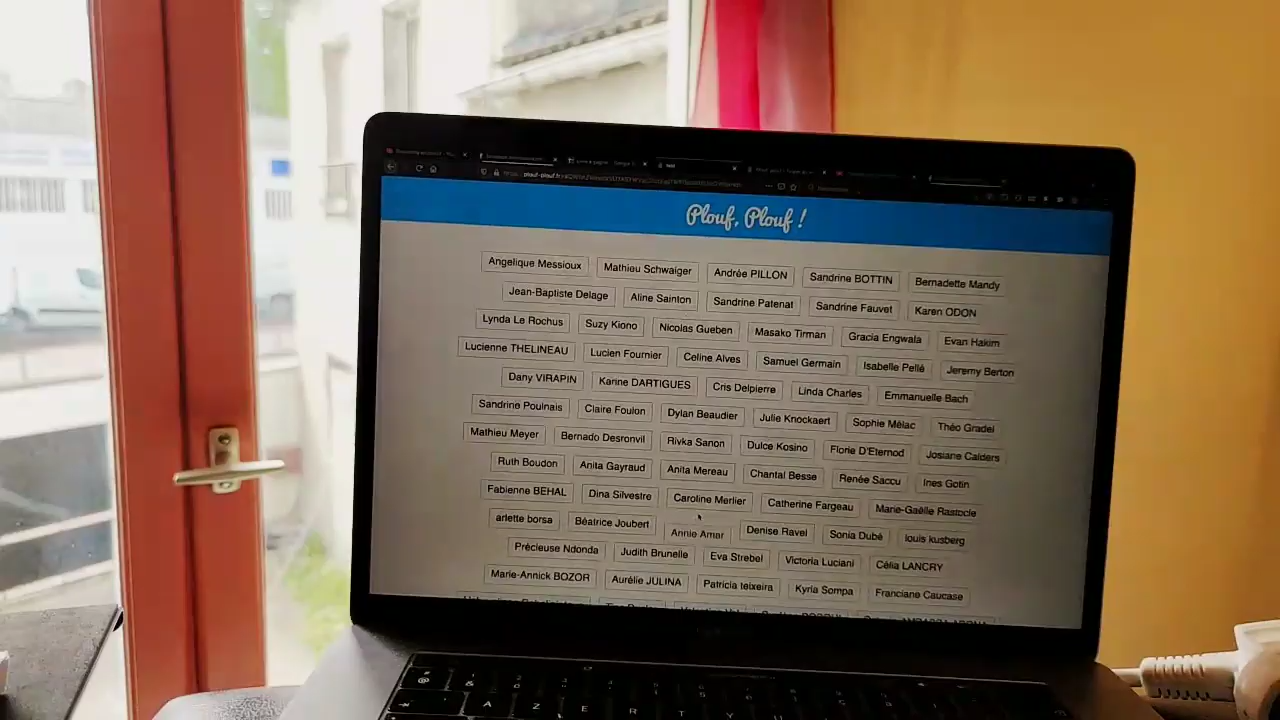 Plouf, Plouf !
Angelique Messioux Mathieu Schwaiger Andrée PILLON Sandrine BOTTIN Bernadette Mandy
Jean-Baptiste Delage Aline Sainton Sandrine Patenat Sandrine Fauvet Karen ODON
Lynda Le Rochus Suzy Kiono Nicolas Gueben Masako Tirman Gracia Engwala Evan Hakim
Lucienne THELINEAU Lucien Fournier Celine Alves Samuel Germain Isabelle Pellé Jeremy Berton
Dany VIRAPIN Karine DARTIGUES Cris Delpierre Linda Charles Emmanuelle Bach
Sandrine Poulnais Claire Foulon Dylan Beaudier Julie Knockaert Sophie Mélac Théo Gradel
Mathieu Meyer Bernado Desronvil Rivka Sanon Dulce Kosino Florie D'Eternod Josiane Calders
Ruth Boudon Anita Gayraud Anita Mereau Chantal Besse Renée Saccu Ines Gotin
Fabienne BEHAL Dina Silvestre Caroline Merlier Catherine Fargeau Marie-Gaëlle Rastocle
arlette borsa Béatrice Joubert Annie Amar Denise Ravel Sonia Dubé louis kusberg
Précieuse Ndonda Judith Brunelle Eva Strebel Victoria Luciani Célia LANCRY
Marie-Annick BOZOR Aurélie JULINA Patricia teixeira Kyria Sompa Franciane Caucase
A Z E R T Y U